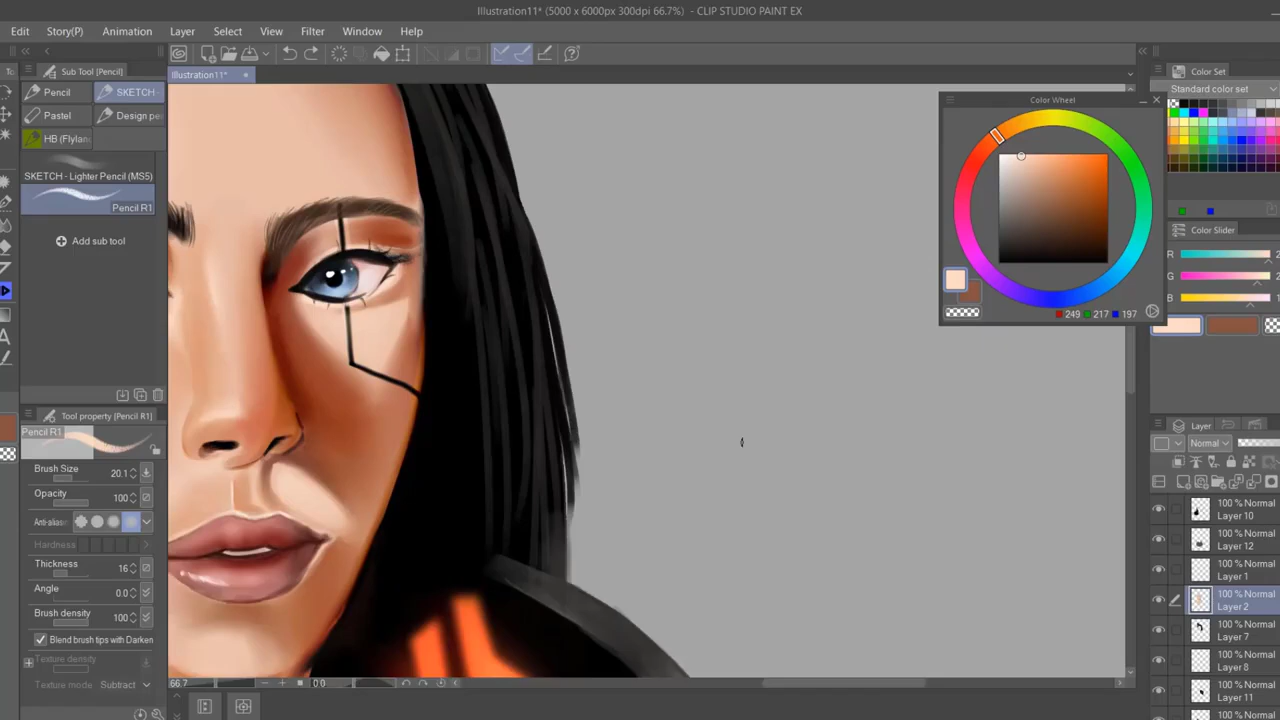 Illustration11* (5000 x 6000px 300dpi 66.7%) - CLIP STUDIO PAINT EX
Edit Story(P) Animation Layer Select View Filter Window Help
Sub Tool [Pencil]
Illustration11*
Pencil SKETCH -
Pastel Design pe
HB (Flylan
SKETCH - Lighter Pencil (MS5)
Pencil R1
Add sub tool
Tool property [Pencil R1]
Pencil R1
Brush Size 20.1
Opacity 100
Anti-aliasi
Hardness
Thickness 16
Angle 0.0
Brush density 100
Blend brush tips with Darken
Texture density
Texture mode Subtract
66.7
0.0
Color Wheel
249 217 197
Color Set
Standard color set
Color Slider
R 2
G 2
B 1
Layer
Normal
100 % Normal
Layer 10
100 % Normal
Layer 12
100 % Normal
Layer 1
100 % Normal
Layer 2
100 % Normal
Layer 7
100 % Normal
Layer 8
100 % Normal
Layer 11
100 % Normal